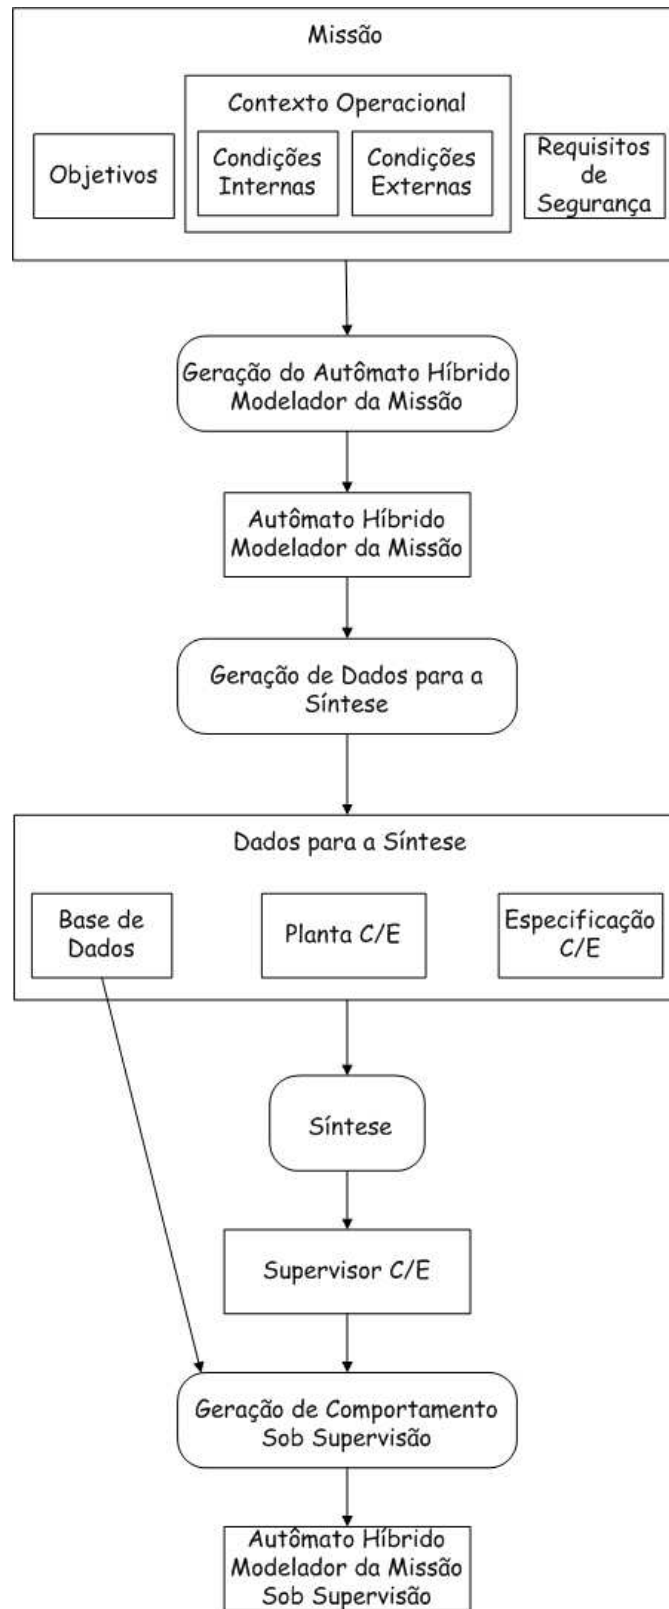 Missão
Contexto Operacional
Objetivos
Condições
Internas
Condições
Externas
Requisitos
de
Segurança
Geração do Autômato Híbrido
Modelador da Missão
Autômato Híbrido
Modelador da Missão
Geração de Dados para a
Síntese
Dados para a Síntese
Base de
Dados
Planta C/E
Especificação
C/E
Síntese
Supervisor C/E
Geração de Comportamento
Sob Supervisão
Autômato Híbrido
Modelador da Missão
Sob Supervisão